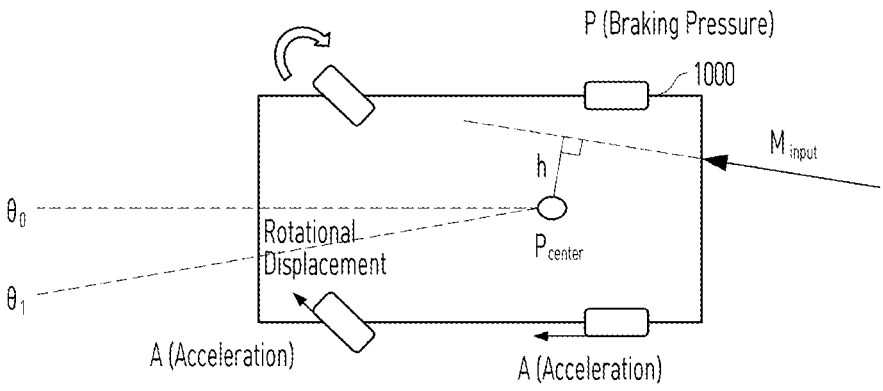 P (Braking Pressure)
1000
M input
h
θ0
P center
Rotational
Displacement
θ1
A (Acceleration)
A (Acceleration)